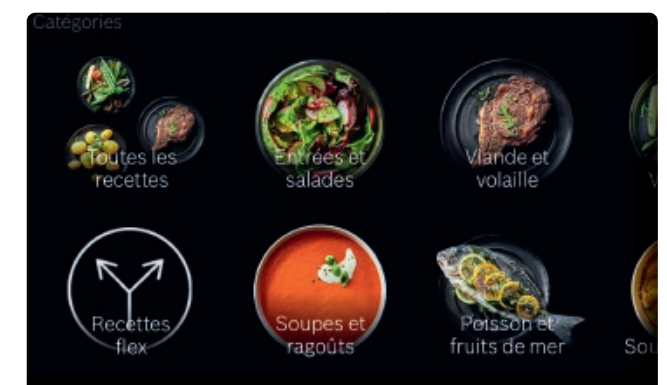 Catégories
Toutes les
recettes
Entrées et
salades
Viande et
volaille
Recettes
flex
Soupes et
ragoûts
Poisson et
fruits de mer
Sou